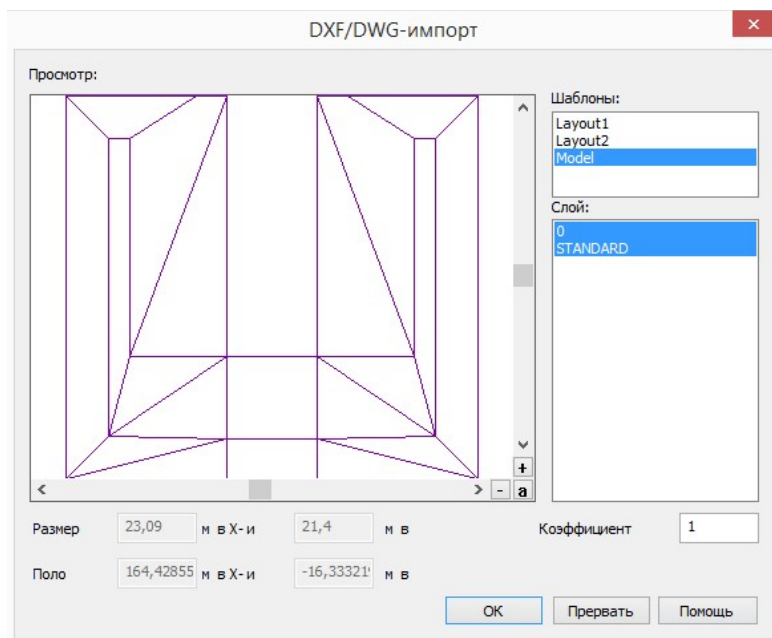 DXF/DWG-импорт
×
Просмотр:
Шаблоны:
Layout1
Layout2
Model
Слой:
0
STANDARD
+
- a
Размер 23,09 м в X- и 21,4 м в
Коэффициент 1
Поло 164,42855 м в X- и -16,33321
OK Прервать Помощь